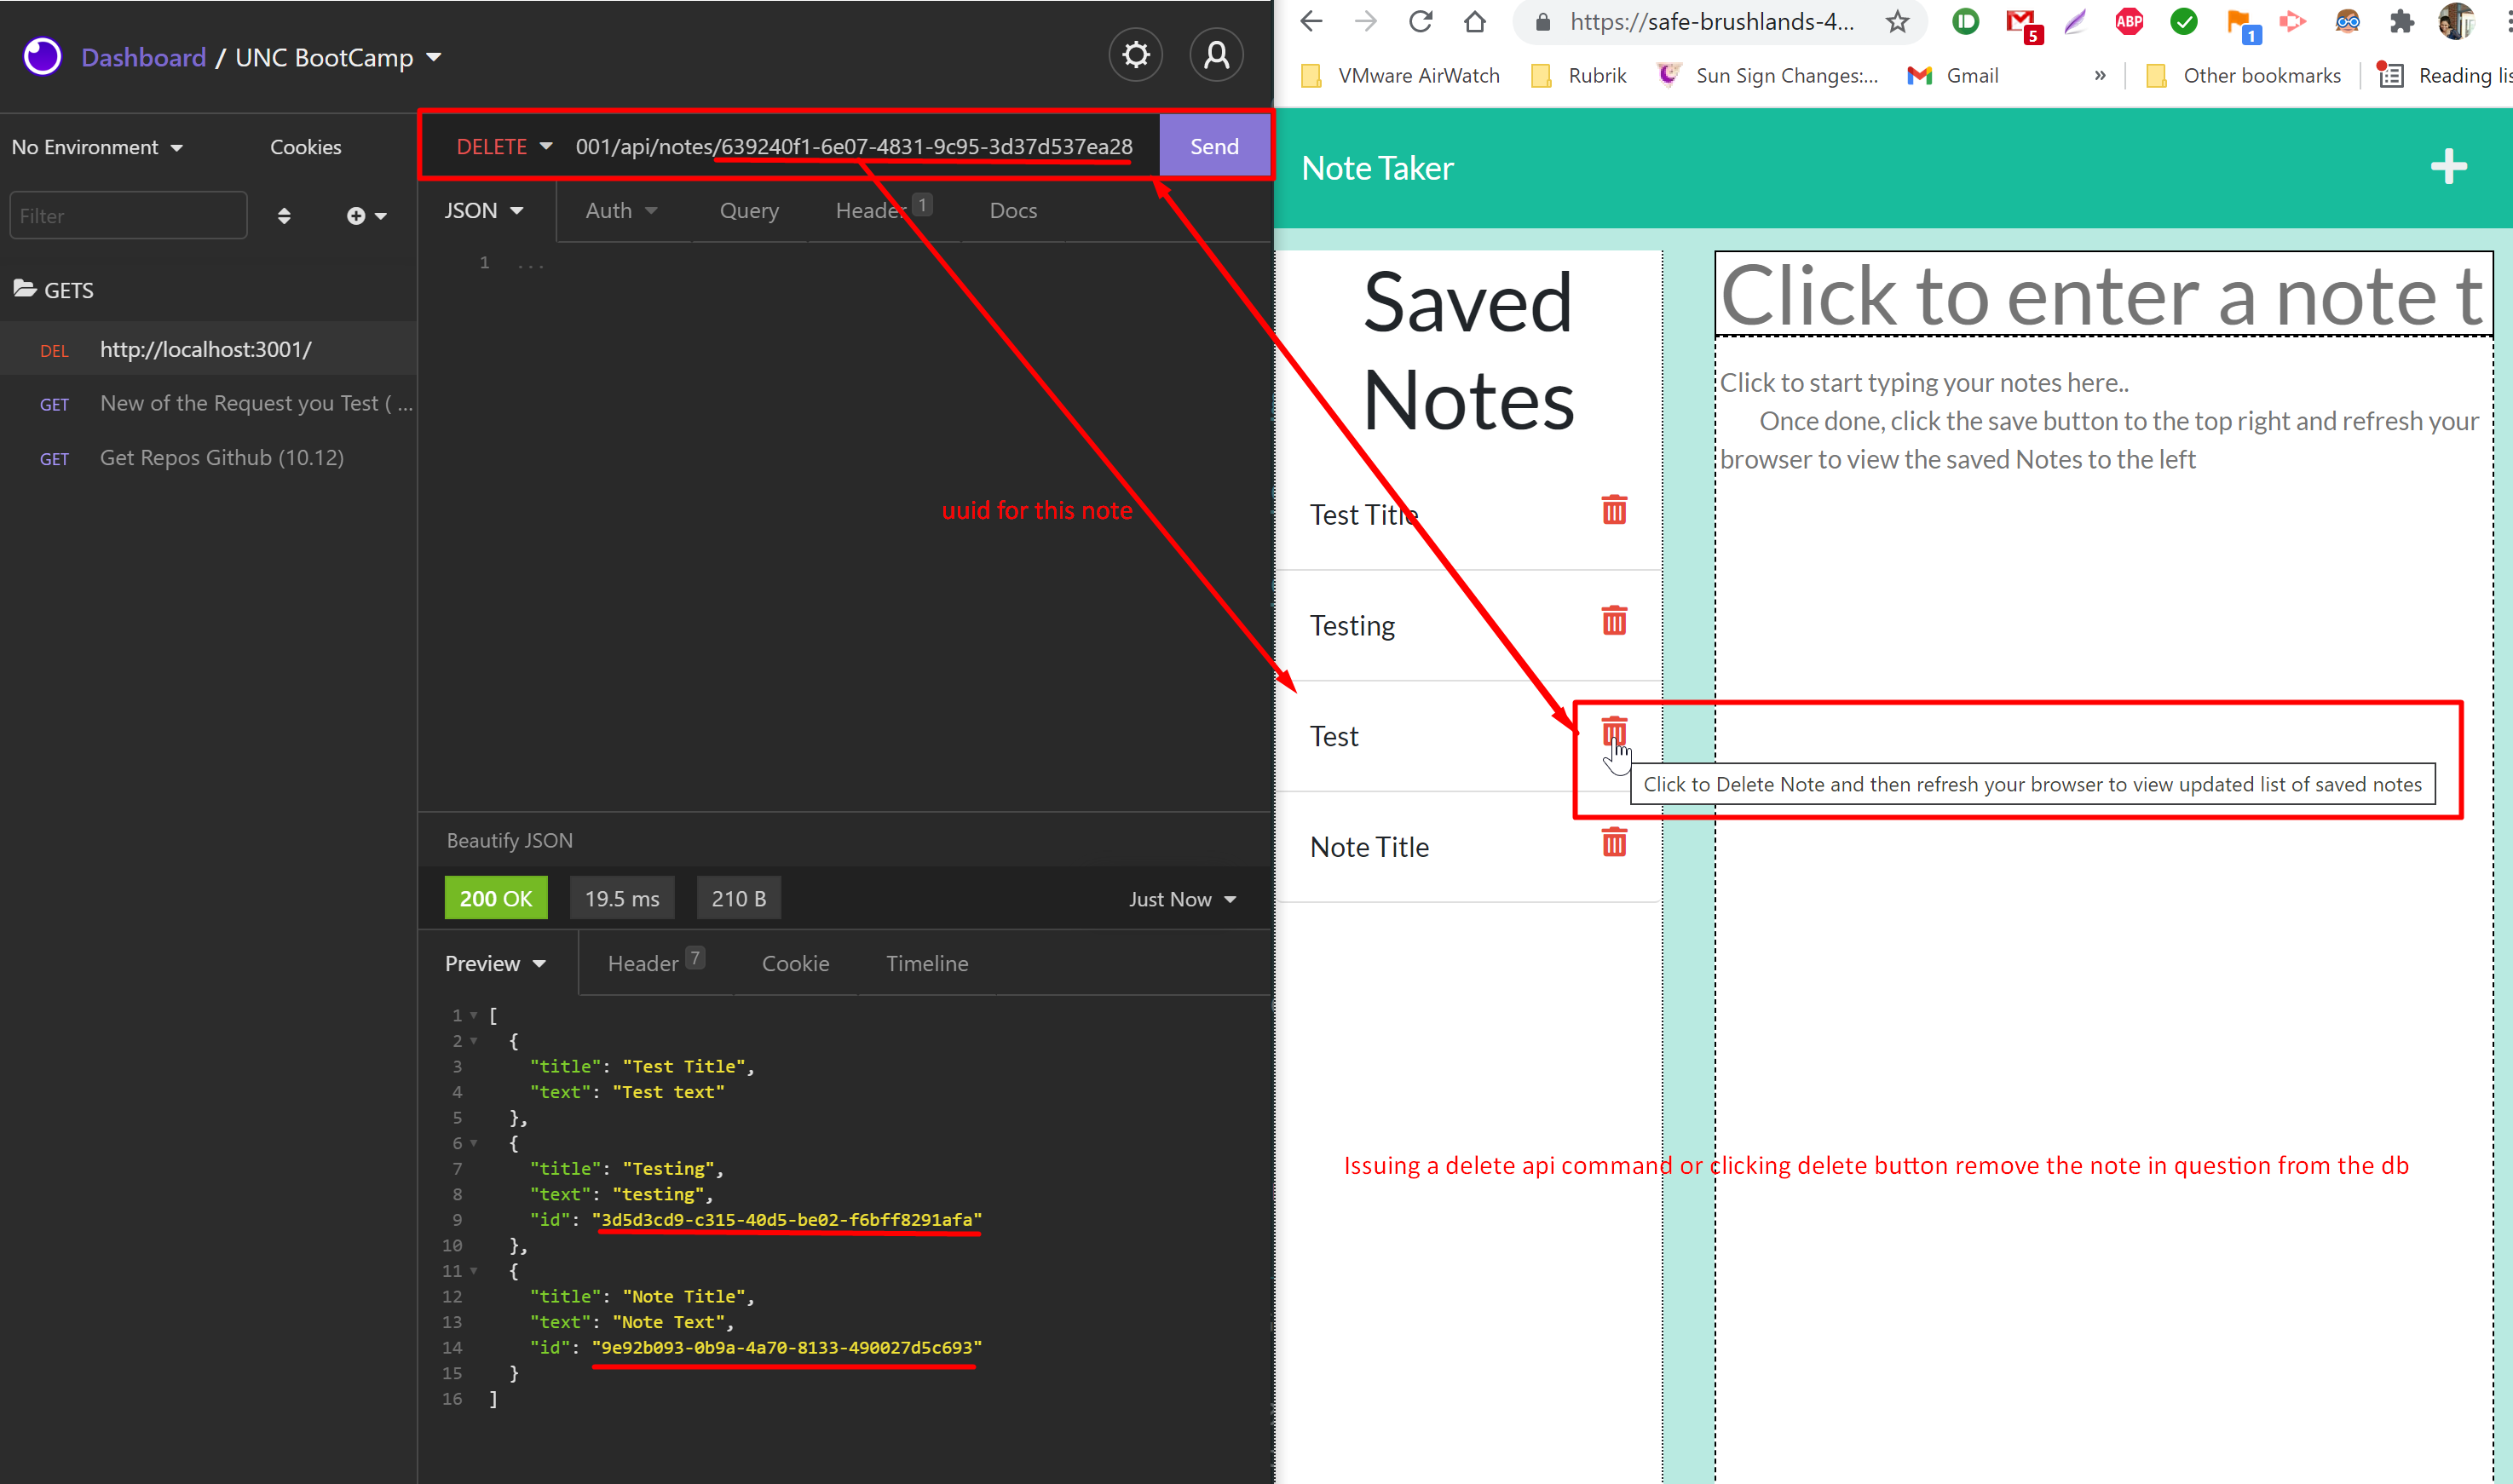 Dashboard / UNC BootCamp
No Environment
Cookies
Filter
GETS
DEL http://localhost:3001/
GET New of the Request you Test ( ...
GET Get Repos Github (10.12)
DELETE 001/api/notes/639240f1-6e07-4831-9c95-3d37d537ea28 Send
JSON Auth Query Header 1 Docs
1 ...
uuid for this note
Beautify JSON
200 OK 19.5 ms 210 B Just Now
Preview Header 7 Cookie Timeline
1 [
2 {
3 "title": "Test Title",
4 "text": "Test text"
5 },
6 {
7 "title": "Testing",
8 "text": "testing",
9 "id": "3d5d3cd9-c315-40d5-be02-f6bff8291afa"
10 },
11 {
12 "title": "Note Title",
13 "text": "Note Text",
14 "id": "9e92b093-0b9a-4a70-8133-490027d5c693"
15 }
16 ]
https://safe-brushlands-4...
5
ABP
1
VMware AirWatch Rubrik Sun Sign Changes:... Gmail » Other bookmarks Reading lis
Note Taker
Saved
Notes
Test Title
Testing
Test
Note Title
Click to enter a note t
Click to start typing your notes here..
Once done, click the save button to the top right and refresh your
browser to view the saved Notes to the left
Click to Delete Note and then refresh your browser to view updated list of saved notes
Issuing a delete api command or clicking delete button remove the note in question from the db